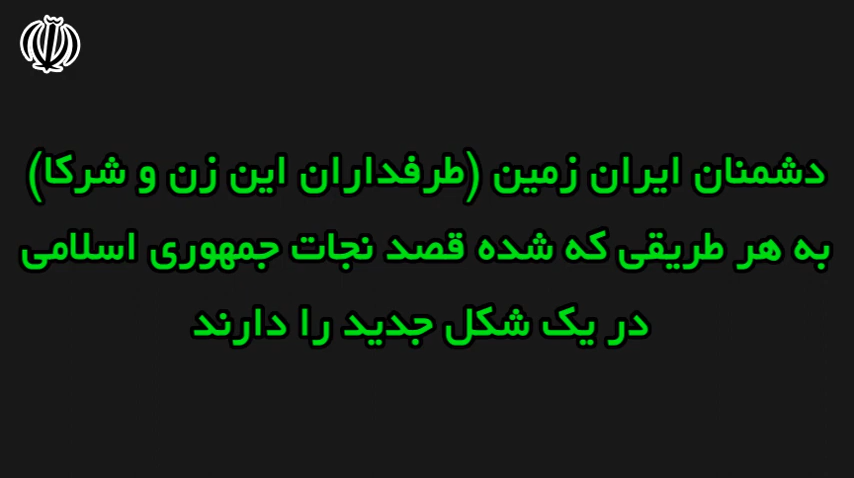 دشمنان ایران زمین (طرفداران این زن و شرکا)
به هر طریقی که شده قصد نجات جمهوری اسلامی
در یک شکل جدید را دارند